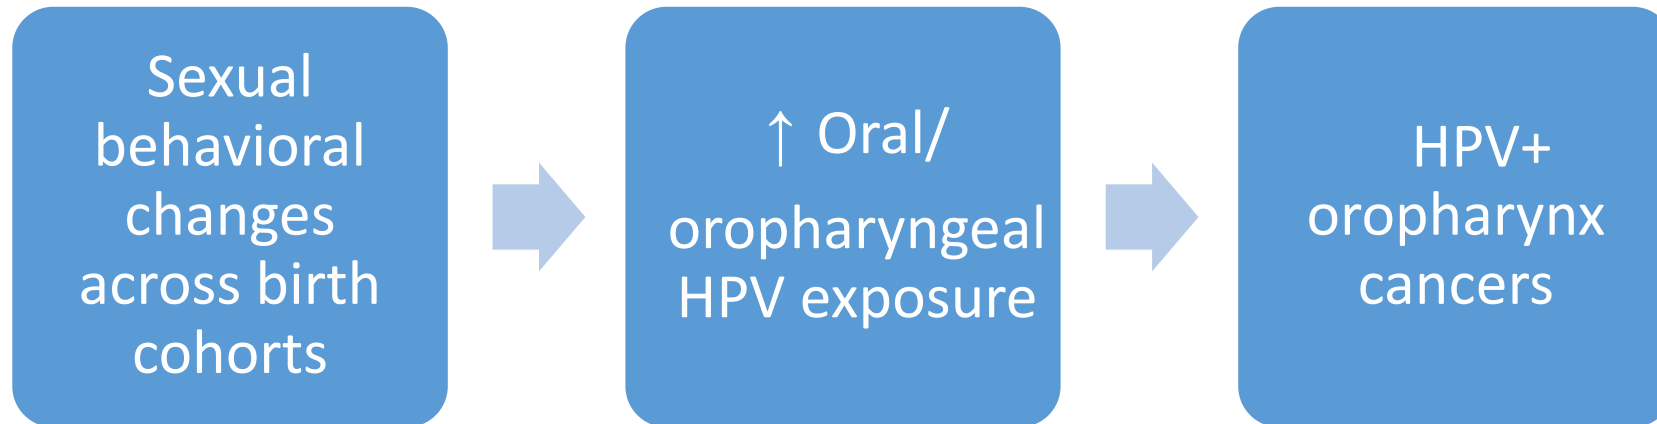 Sexual
behavioral
changes
across birth
cohorts
↑ Oral/
oropharyngeal
HPV exposure
HPV+
oropharynx
cancers